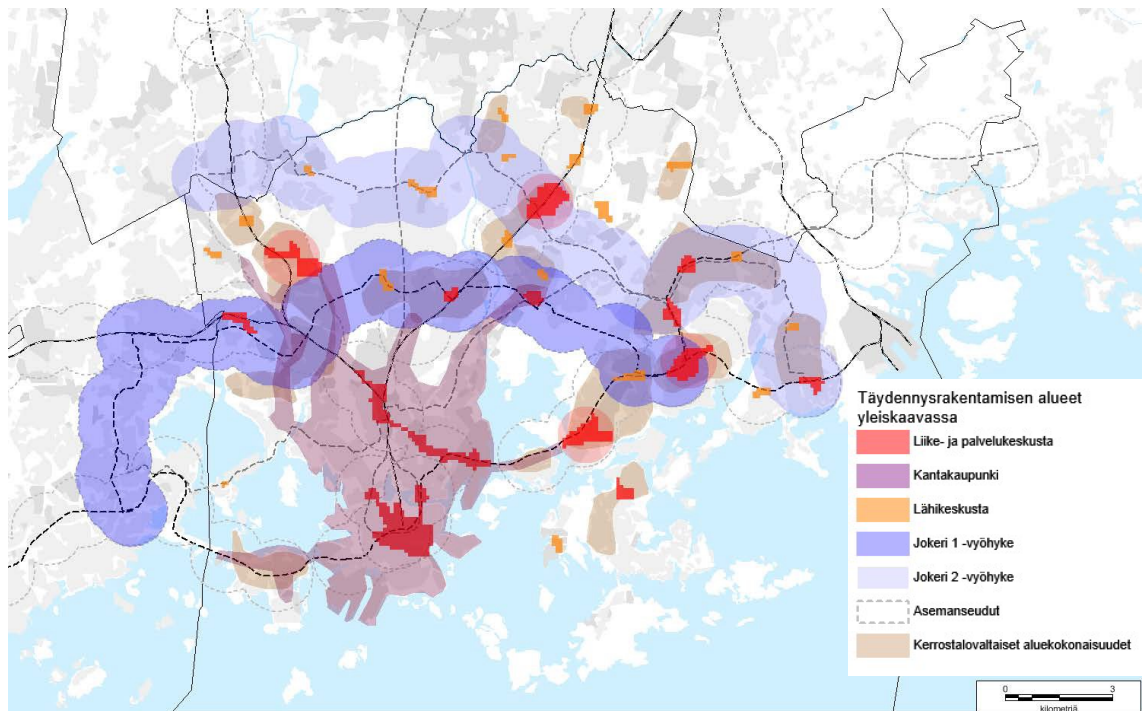 Täydennysrakentamisen alueet
yleiskaavassa
Liike- ja palvelukeskusta
Kantakaupunki
Lähikeskusta
Jokeri 1 -vyöhyke
Jokeri 2 -vyöhyke
Asemanseudut
Kerrostalovaltaiset aluekokonaisuudet
0 3
kilometriä